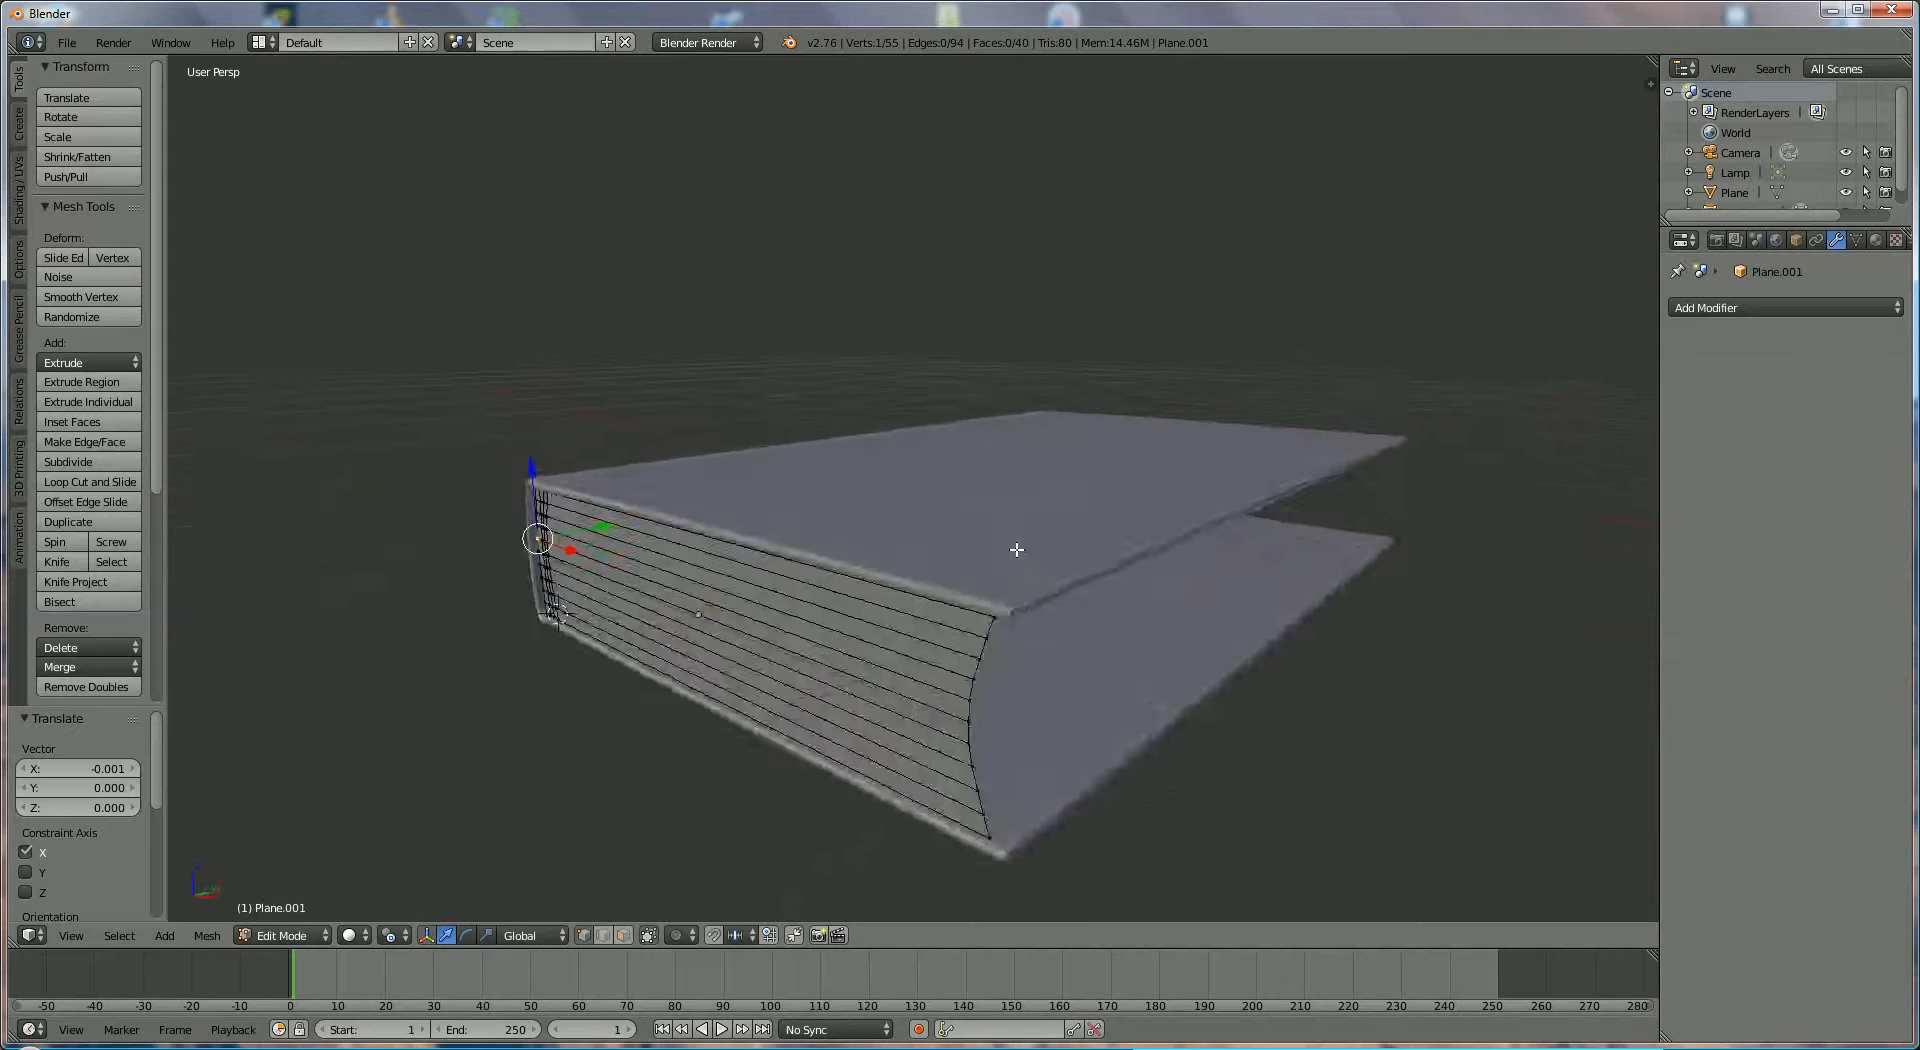 Blender
File Render Window Help Default Scene Blender Render v2.76 | Verts:1/55 | Edges:0/94 | Faces:0/40 | Tris:80 | Mem:14.46M | Plane.001
User Persp
Tools
Create
Shading / UVs
Options
Grease Pencil
Relations
3D Printing
Animation
Transform
Translate
Rotate
Scale
Shrink/Fatten
Push/Pull
Mesh Tools
Deform:
Slide Ed Vertex
Noise
Smooth Vertex
Randomize
Add:
Extrude
Extrude Region
Extrude Individual
Inset Faces
Make Edge/Face
Subdivide
Loop Cut and Slide
Offset Edge Slide
Duplicate
Spin Screw
Knife Select
Knife Project
Bisect
Remove:
Delete
Merge
Remove Doubles
Translate
Vector
X: -0.001
Y: 0.000
Z: 0.000
Constraint Axis
X
Y
Z
Orientation
(1) Plane.001
View Search All Scenes
Scene
RenderLayers |
World
Camera |
Lamp |
Plane |
Plane.001
Add Modifier
View Select Add Mesh Edit Mode Global
-50 -40 -30 -20 -10 0 10 20 30 40 50 60 70 80 90 100 110 120 130 140 150 160 170 180 190 200 210 220 230 240 250 260 270 280
View Marker Frame Playback Start: 1 End: 250 1 No Sync